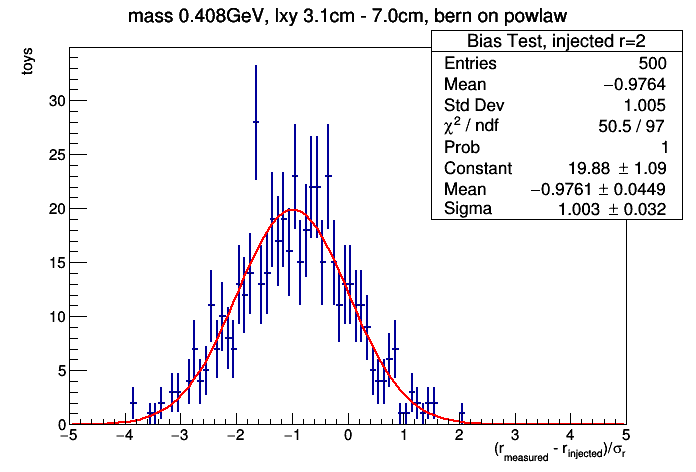 mass 0.408GeV, lxy 3.1cm - 7.0cm, bern on powlaw
Bias Test, injected r=2
Entries 500
Mean −0.9764
Std Dev 1.005
χ² / ndf 50.5 / 97
Prob 1
Constant 19.88 ± 1.09
Mean −0.9761 ± 0.0449
Sigma 1.003 ± 0.032
toys
30
25
20
15
10
5
0
−5 −4 −3 −2 −1 0 1 2 3 4 5
(r_measured - r_injected)/σ_r